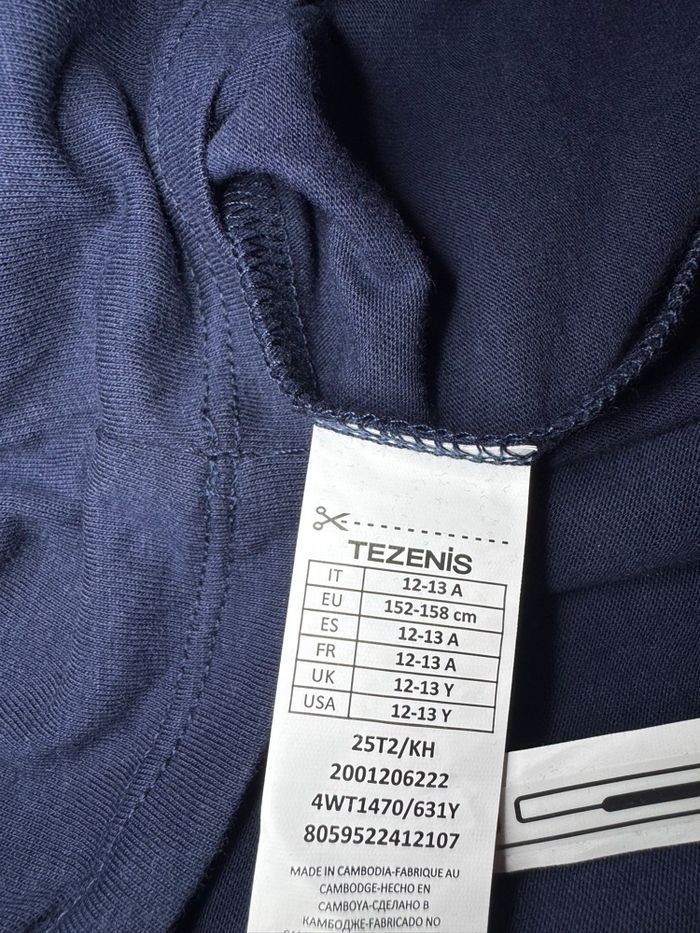 TEZENIS
IT 12-13 A
EU 152-158 cm
ES 12-13 A
FR 12-13 A
UK 12-13 Y
USA 12-13 Y
25T2/KH
2001206222
4WT1470/631Y
8059522412107
MADE IN CAMBODIA-FABRIQUE AU
CAMBODGE-HECHO EN
CAMBOYA-СДЕЛАНО В
КАМБОДЖЕ-FABRICADO NO